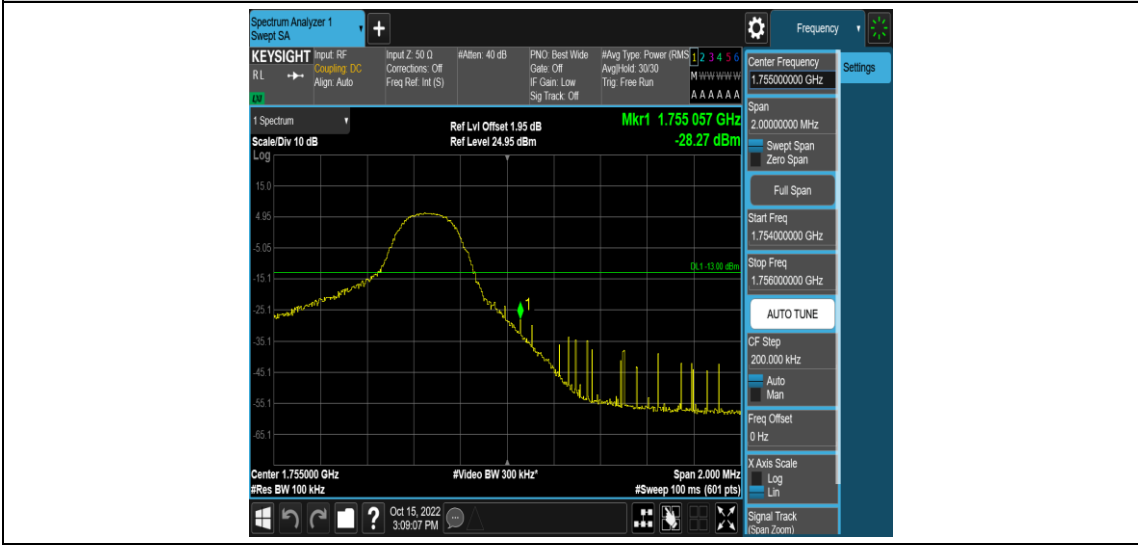 Spectrum Analyzer 1
Swept SA
Frequency
KEYSIGHT
RL
LXI
Input: RF
Coupling: DC
Align: Auto
Input Z: 50 Ω
Corrections: Off
Freq Ref: Int (S)
#Atten: 40 dB
PNO: Best Wide
Gate: Off
IF Gain: Low
Sig Track: Off
#Avg Type: Power (RMS
Avg|Hold: 30/30
Trig: Free Run
1 2 3 4 5 6
M W W W W W
A A A A A A
1 Spectrum
Scale/Div 10 dB
Log
Ref Lvl Offset 1.95 dB
Ref Level 24.95 dBm
Mkr1 1.755 057 GHz
-28.27 dBm
15.0
4.95
-5.05
-15.1
-25.1
-35.1
-45.1
-55.1
-65.1
DL1 -13.00 dBm
1
Center 1.755000 GHz
#Res BW 100 kHz
#Video BW 300 kHz*
Span 2.000 MHz
#Sweep 100 ms (601 pts)
Center Frequency
1.755000000 GHz
Settings
Span
2.00000000 MHz
Swept Span
Zero Span
Full Span
Start Freq
1.754000000 GHz
Stop Freq
1.756000000 GHz
AUTO TUNE
CF Step
200.000 kHz
Auto
Man
Freq Offset
0 Hz
X Axis Scale
Log
Lin
Signal Track
(Span Zoom)
?
Oct 15, 2022
3:09:07 PM